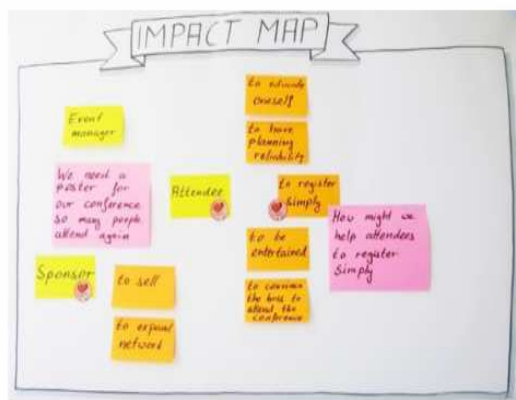 IMPACT MAP
Event
manager
We need a
poster for
our conference
so many people
attend again
Sponsor
to sell
to expand
network
Attendee
to educate
oneself
to have
planning
reliability
to register
simply
to be
entertained
to convince
the boss to
attend the
conference
How might we
help attendees
to register
simply